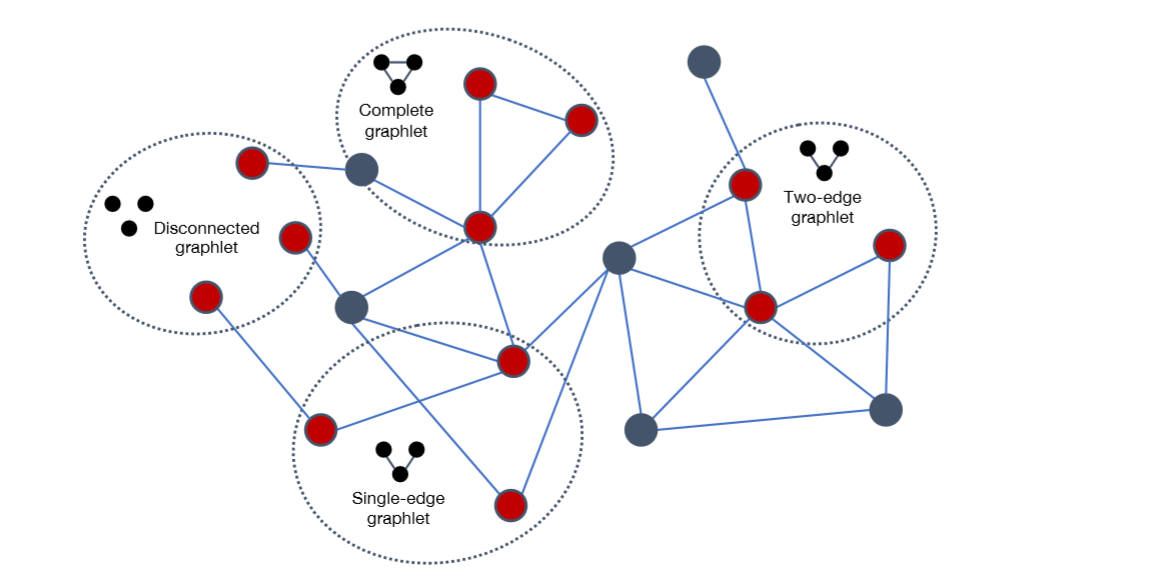 Complete
graphlet
Disconnected
graphlet
Two-edge
graphlet
Single-edge
graphlet